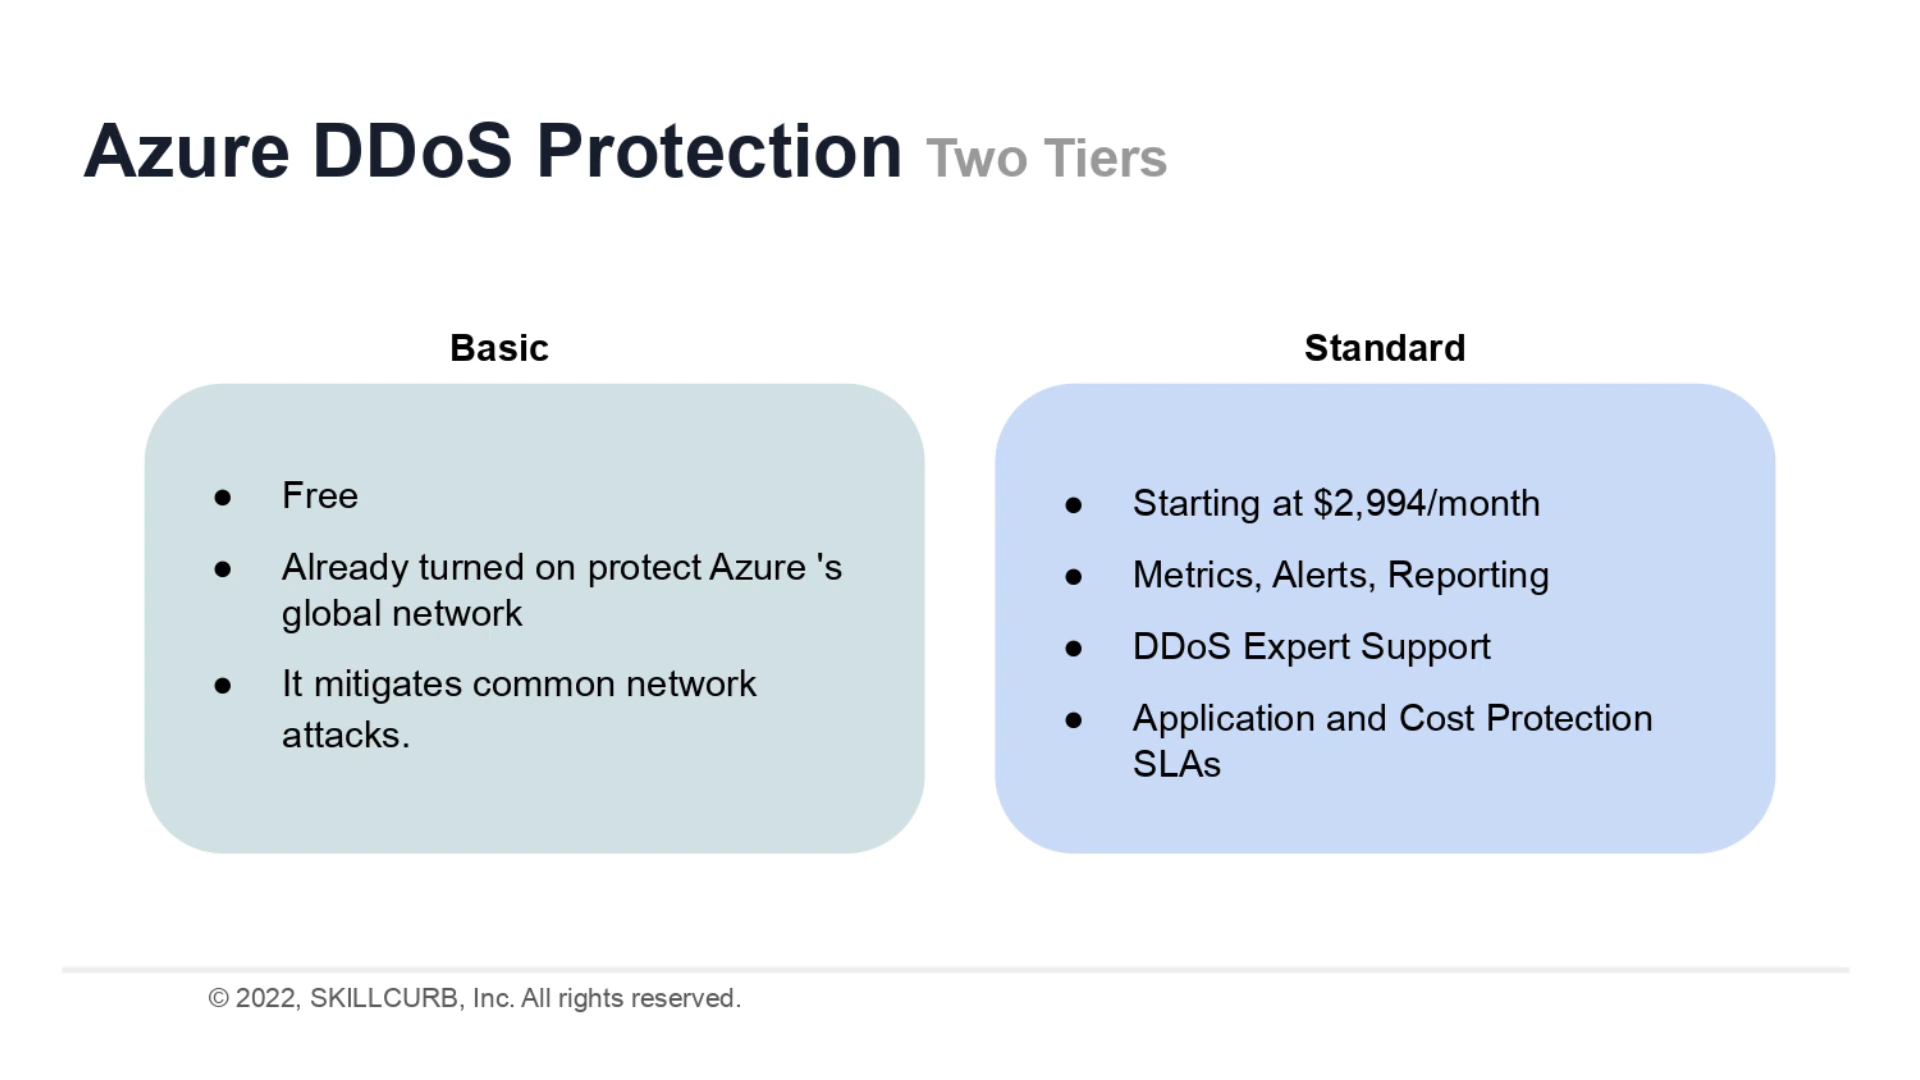 Azure DDoS Protection Two Tiers
Basic
● Free
● Already turned on protect Azure 's
global network
● It mitigates common network
attacks.
Standard
● Starting at $2,994/month
● Metrics, Alerts, Reporting
● DDoS Expert Support
● Application and Cost Protection
SLAs
© 2022, SKILLCURB, Inc. All rights reserved.